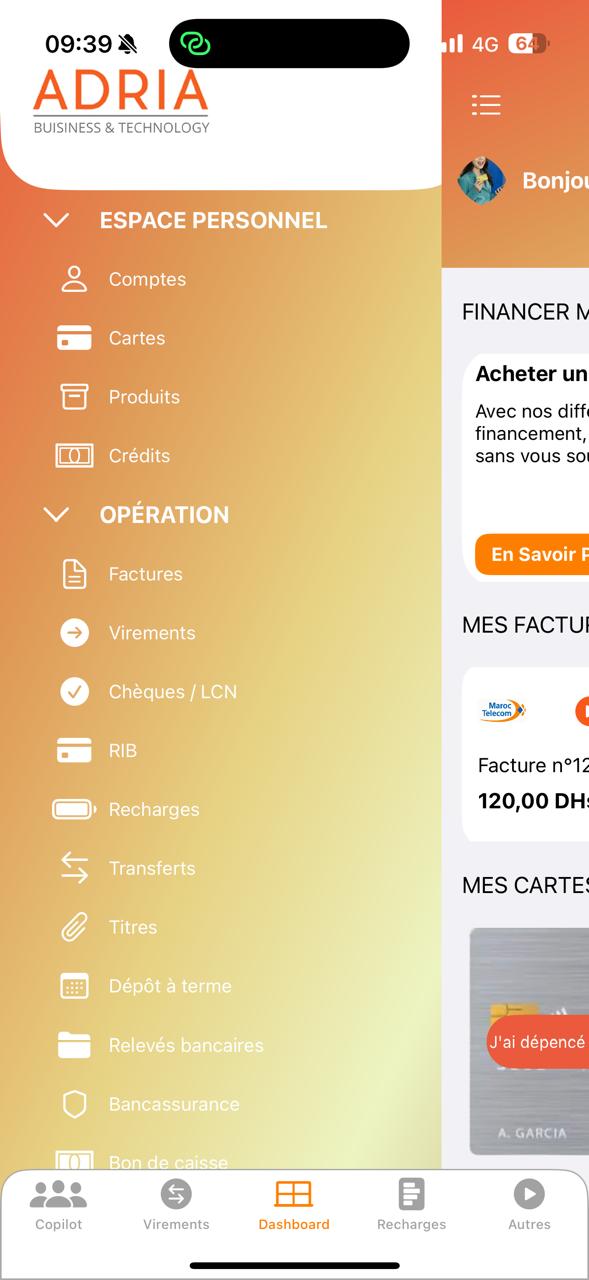 09:39
4G
64
ADRIA
BUISINESS & TECHNOLOGY
ESPACE PERSONNEL
Comptes
Cartes
Produits
Crédits
OPÉRATION
Factures
Virements
Chèques / LCN
RIB
Recharges
Transferts
Titres
Dépôt à terme
Relevés bancaires
Bancassurance
Bon de caisse
Bonjou
FINANCER M
Acheter un
Avec nos diffé
financement,
sans vous sou
En Savoir P
MES FACTUR
Maroc
Telecom
Facture n°12
120,00 DHs
MES CARTES
J'ai dépencé
A. GARCIA
Copilot
Virements
Dashboard
Recharges
Autres